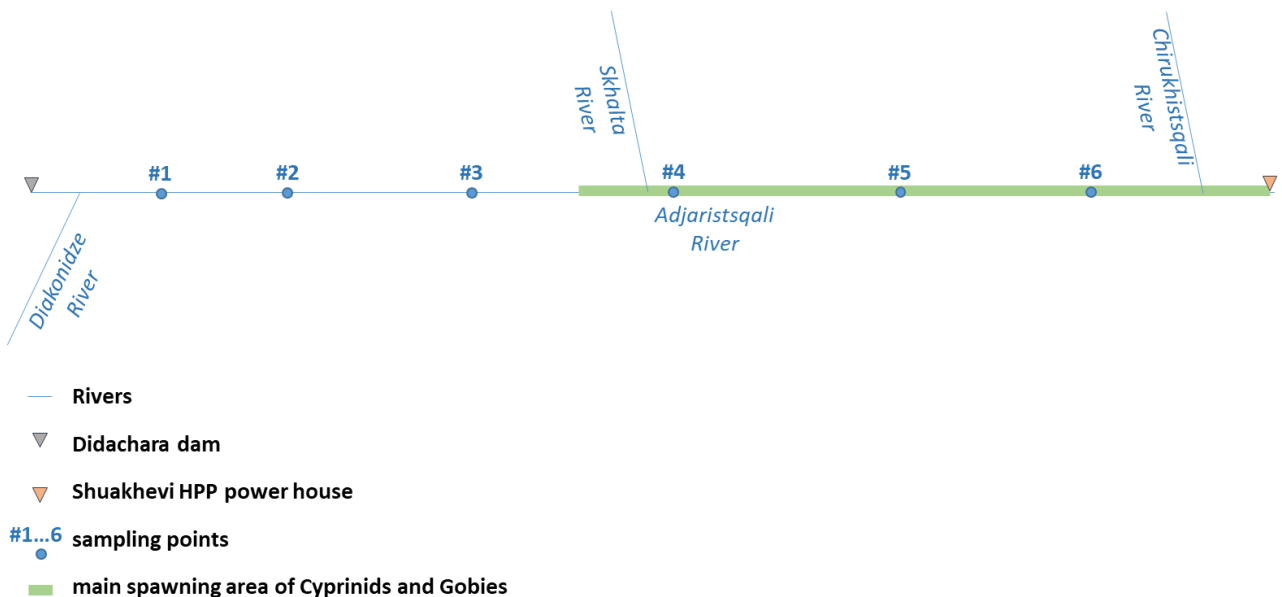 Skhalta
River
Chirukhistsqali
River
#1
#2
#3
#4
#5
#6
Adjaristsqali
River
Diakonidze
River
Rivers
Didachara dam
Shuakhevi HPP power house
#1...6 sampling points
main spawning area of Cyprinids and Gobies